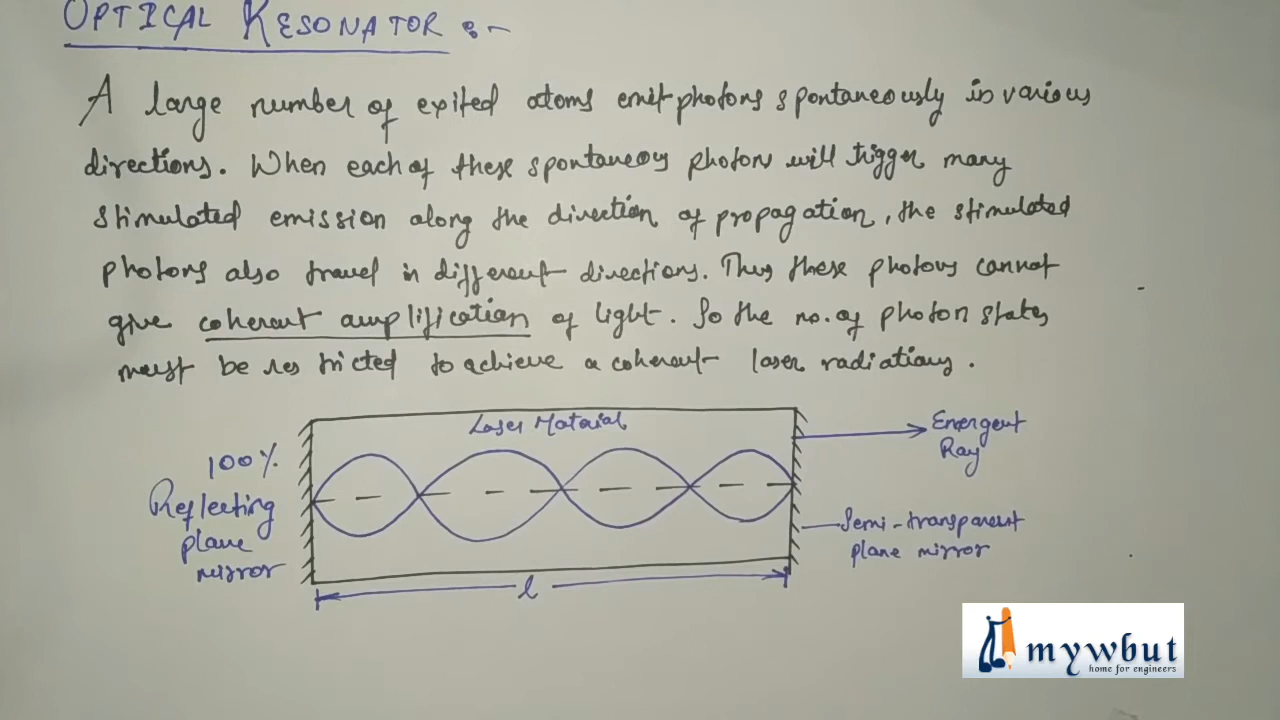 OPTICAL RESONATOR :-
A large number of exited atoms emit photons spontaneously in various
directions. When each of these spontaneous photons will trigger many
stimulated emission along the direction of propagation, the stimulated
photons also travel in different directions. Thus these photons cannot
give coherent amplification of light. So the no. of photon states
must be restricted to achieve a coherent laser radiations.
Laser Material
100%
Reflecting
plane
mirror
Emergent
Ray
Semi-transparent
plane mirror
l
mywbut
home for engineers